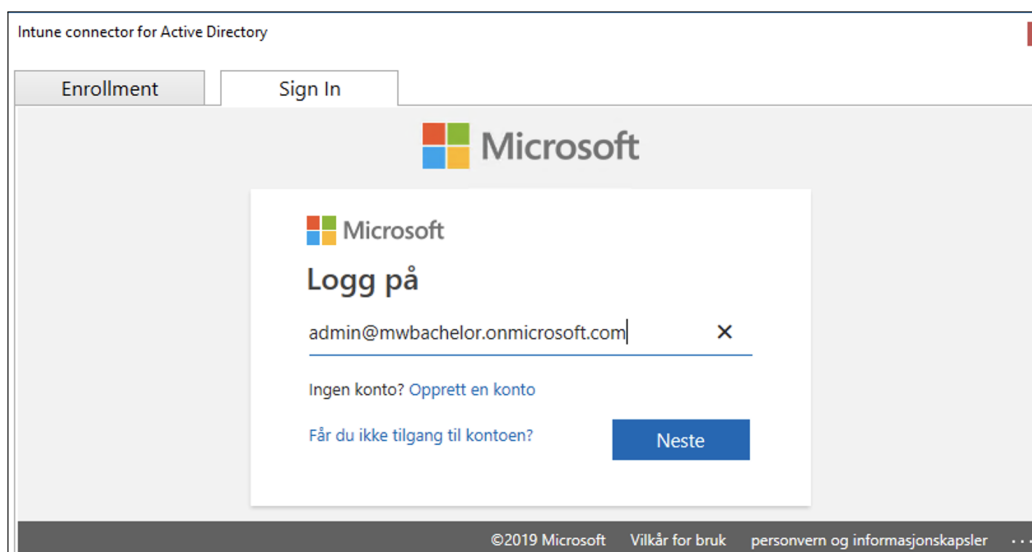 Intune connector for Active Directory
Enrollment Sign In
Microsoft
Microsoft
Logg på
admin@mwbachelor.onmicrosoft.com
Ingen konto? Opprett en konto
Får du ikke tilgang til kontoen?
Neste
©2019 Microsoft Vilkår for bruk personvern og informasjonskapsler ...